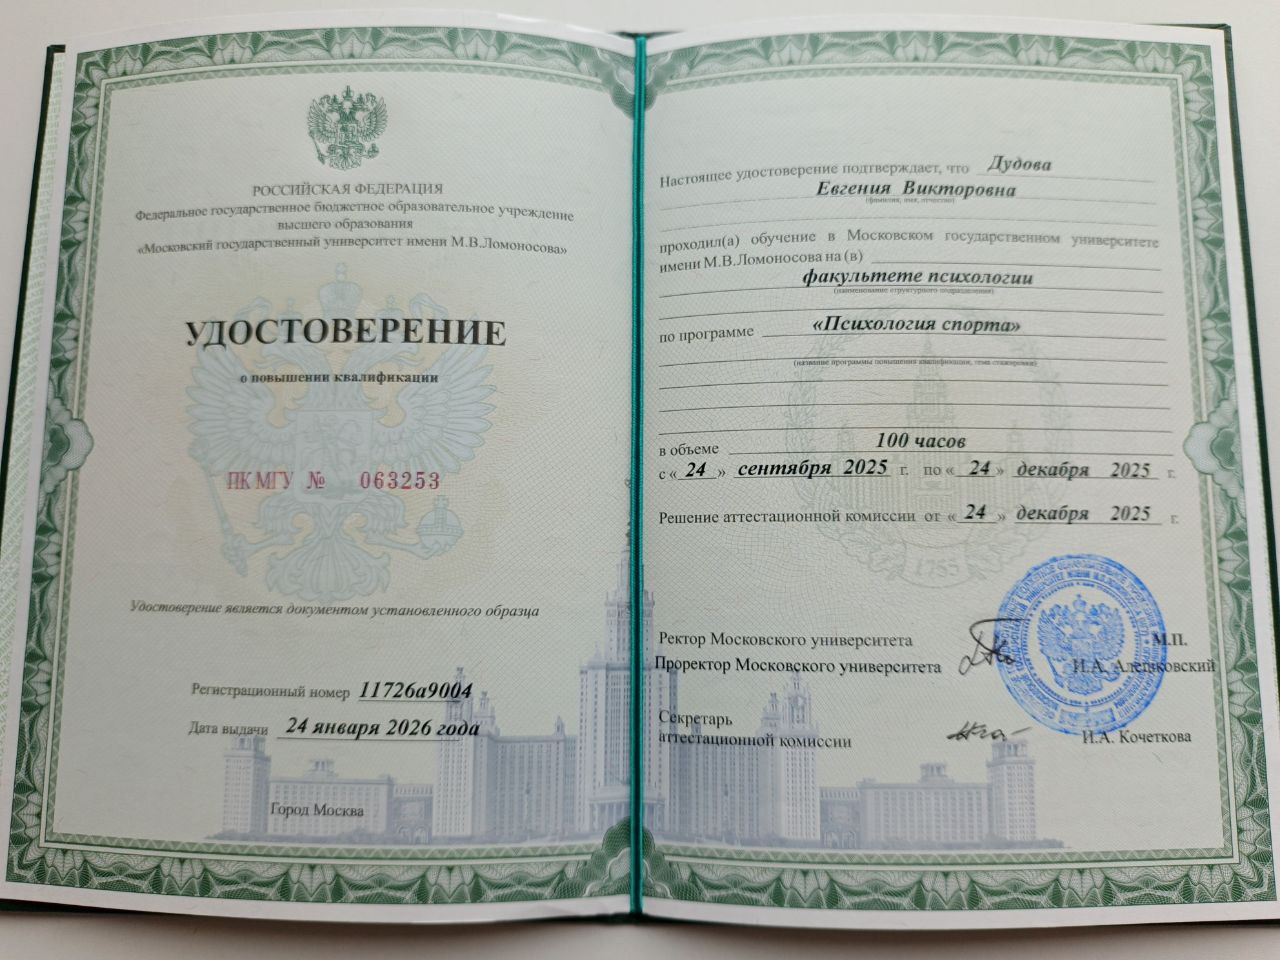 РОССИЙСКАЯ ФЕДЕРАЦИЯ
Федеральное государственное бюджетное образовательное учреждение
высшего образования
«Московский государственный университет имени М.В.Ломоносова»
УДОСТОВЕРЕНИЕ
о повышении квалификации
ПК МГУ № 063253
Удостоверение является документом установленного образца
Регистрационный номер 11726а9004
Дата выдачи 24 января 2026 года
Город Москва
Настоящее удостоверение подтверждает, что Дудова
Евгения Викторовна
(фамилия, имя, отчество)
проходил(а) обучение в Московском государственном университете
имени М.В.Ломоносова на (в)
факультете психологии
(наименование структурного подразделения)
по программе «Психология спорта»
(название программы повышения квалификации, тема стажировки)
в объеме 100 часов
с «24» сентября 2025 г. по «24» декабря 2025 г.
Решение аттестационной комиссии от «24» декабря 2025 г.
1755
Ректор Московского университета М.П.
Проректор Московского университета И.А. Алешковский
Секретарь
аттестационной комиссии И.А. Кочеткова